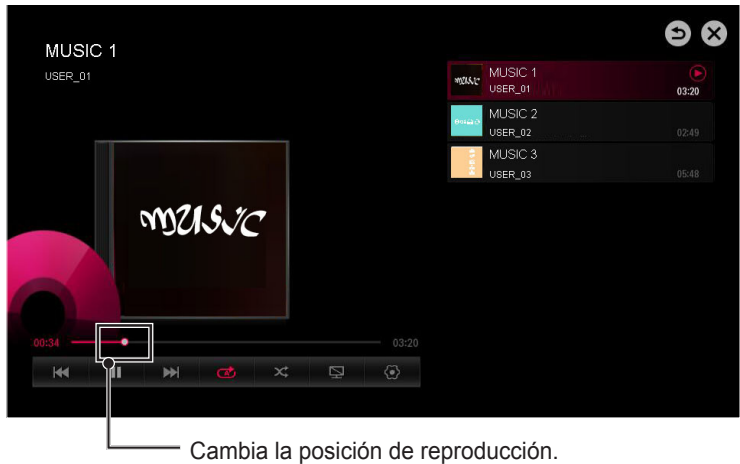 MUSIC 1
USER_01
MUSIC
00:34
03:20
MUSIC
MUSIC 1
USER_01
03:20
MUSIC 2
USER_02
02:49
MUSIC 3
USER_03
05:48
A
Cambia la posición de reproducción.